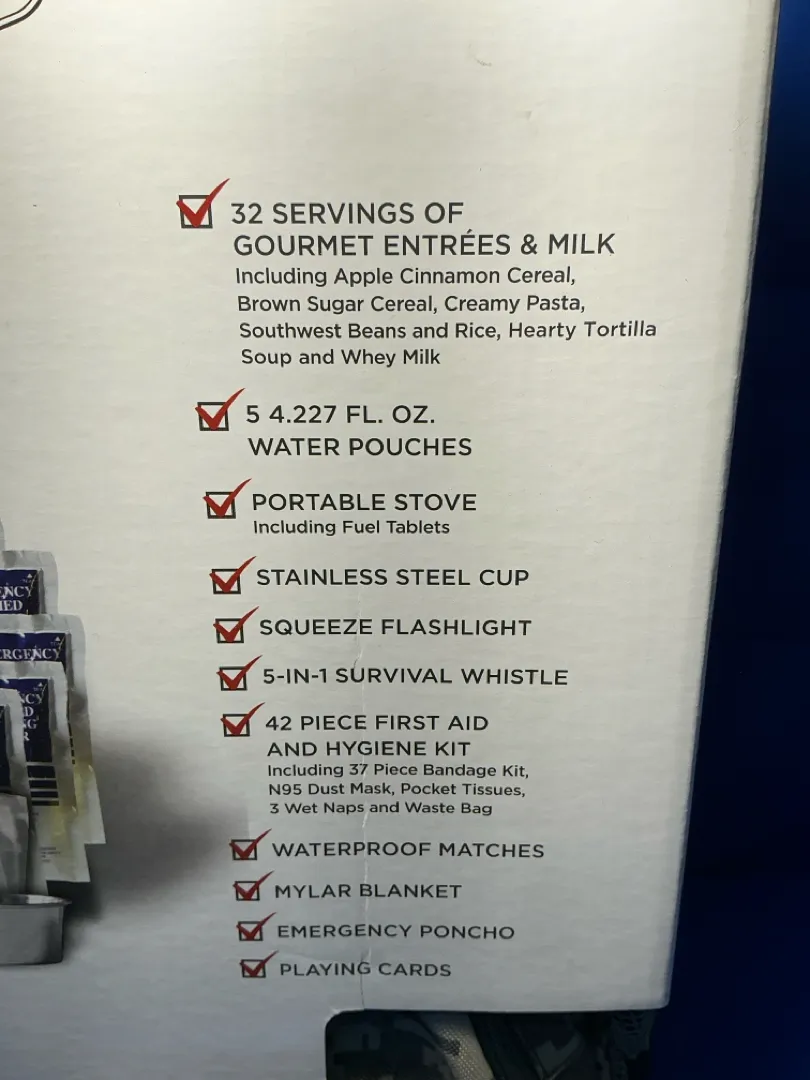 32 SERVINGS OF
GOURMET ENTRÉES & MILK
Including Apple Cinnamon Cereal,
Brown Sugar Cereal, Creamy Pasta,
Southwest Beans and Rice, Hearty Tortilla
Soup and Whey Milk
5 4.227 FL. OZ.
WATER POUCHES
PORTABLE STOVE
Including Fuel Tablets
STAINLESS STEEL CUP
SQUEEZE FLASHLIGHT
5-IN-1 SURVIVAL WHISTLE
42 PIECE FIRST AID
AND HYGIENE KIT
Including 37 Piece Bandage Kit,
N95 Dust Mask, Pocket Tissues,
3 Wet Naps and Waste Bag
WATERPROOF MATCHES
MYLAR BLANKET
EMERGENCY PONCHO
PLAYING CARDS